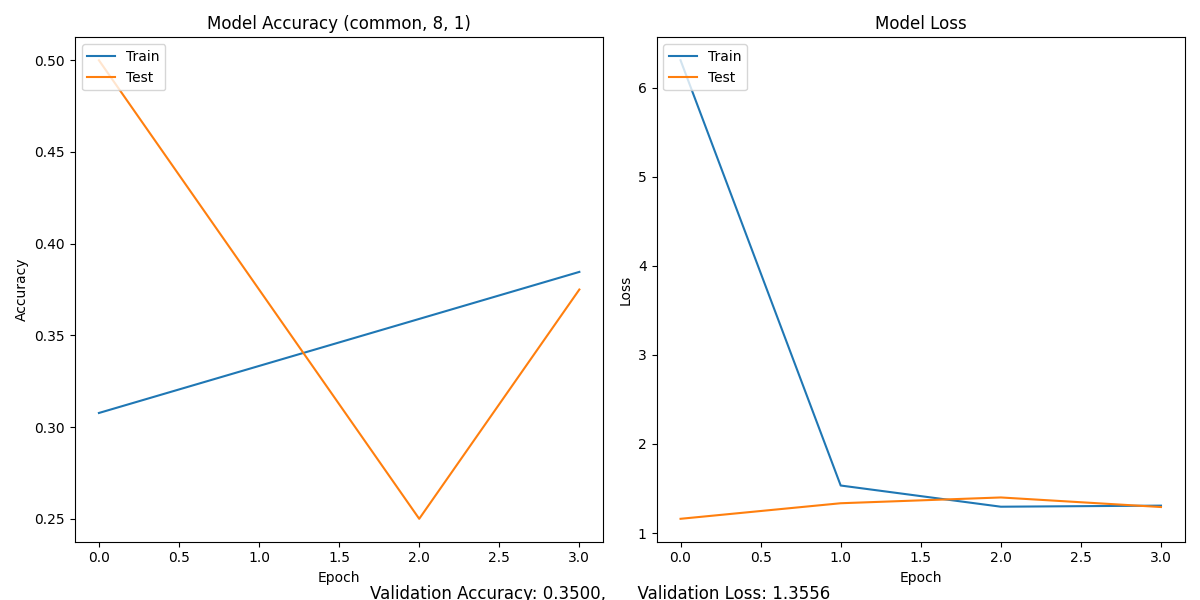 Model Accuracy (common, 8, 1)
Train
Test
0.50
0.45
0.40
0.35
0.30
0.25
Accuracy
0.0 0.5 1.0 1.5 2.0 2.5 3.0
Epoch
Model Loss
Train
Test
6
5
4
3
2
1
Loss
0.0 0.5 1.0 1.5 2.0 2.5 3.0
Epoch
Validation Accuracy: 0.3500, Validation Loss: 1.3556